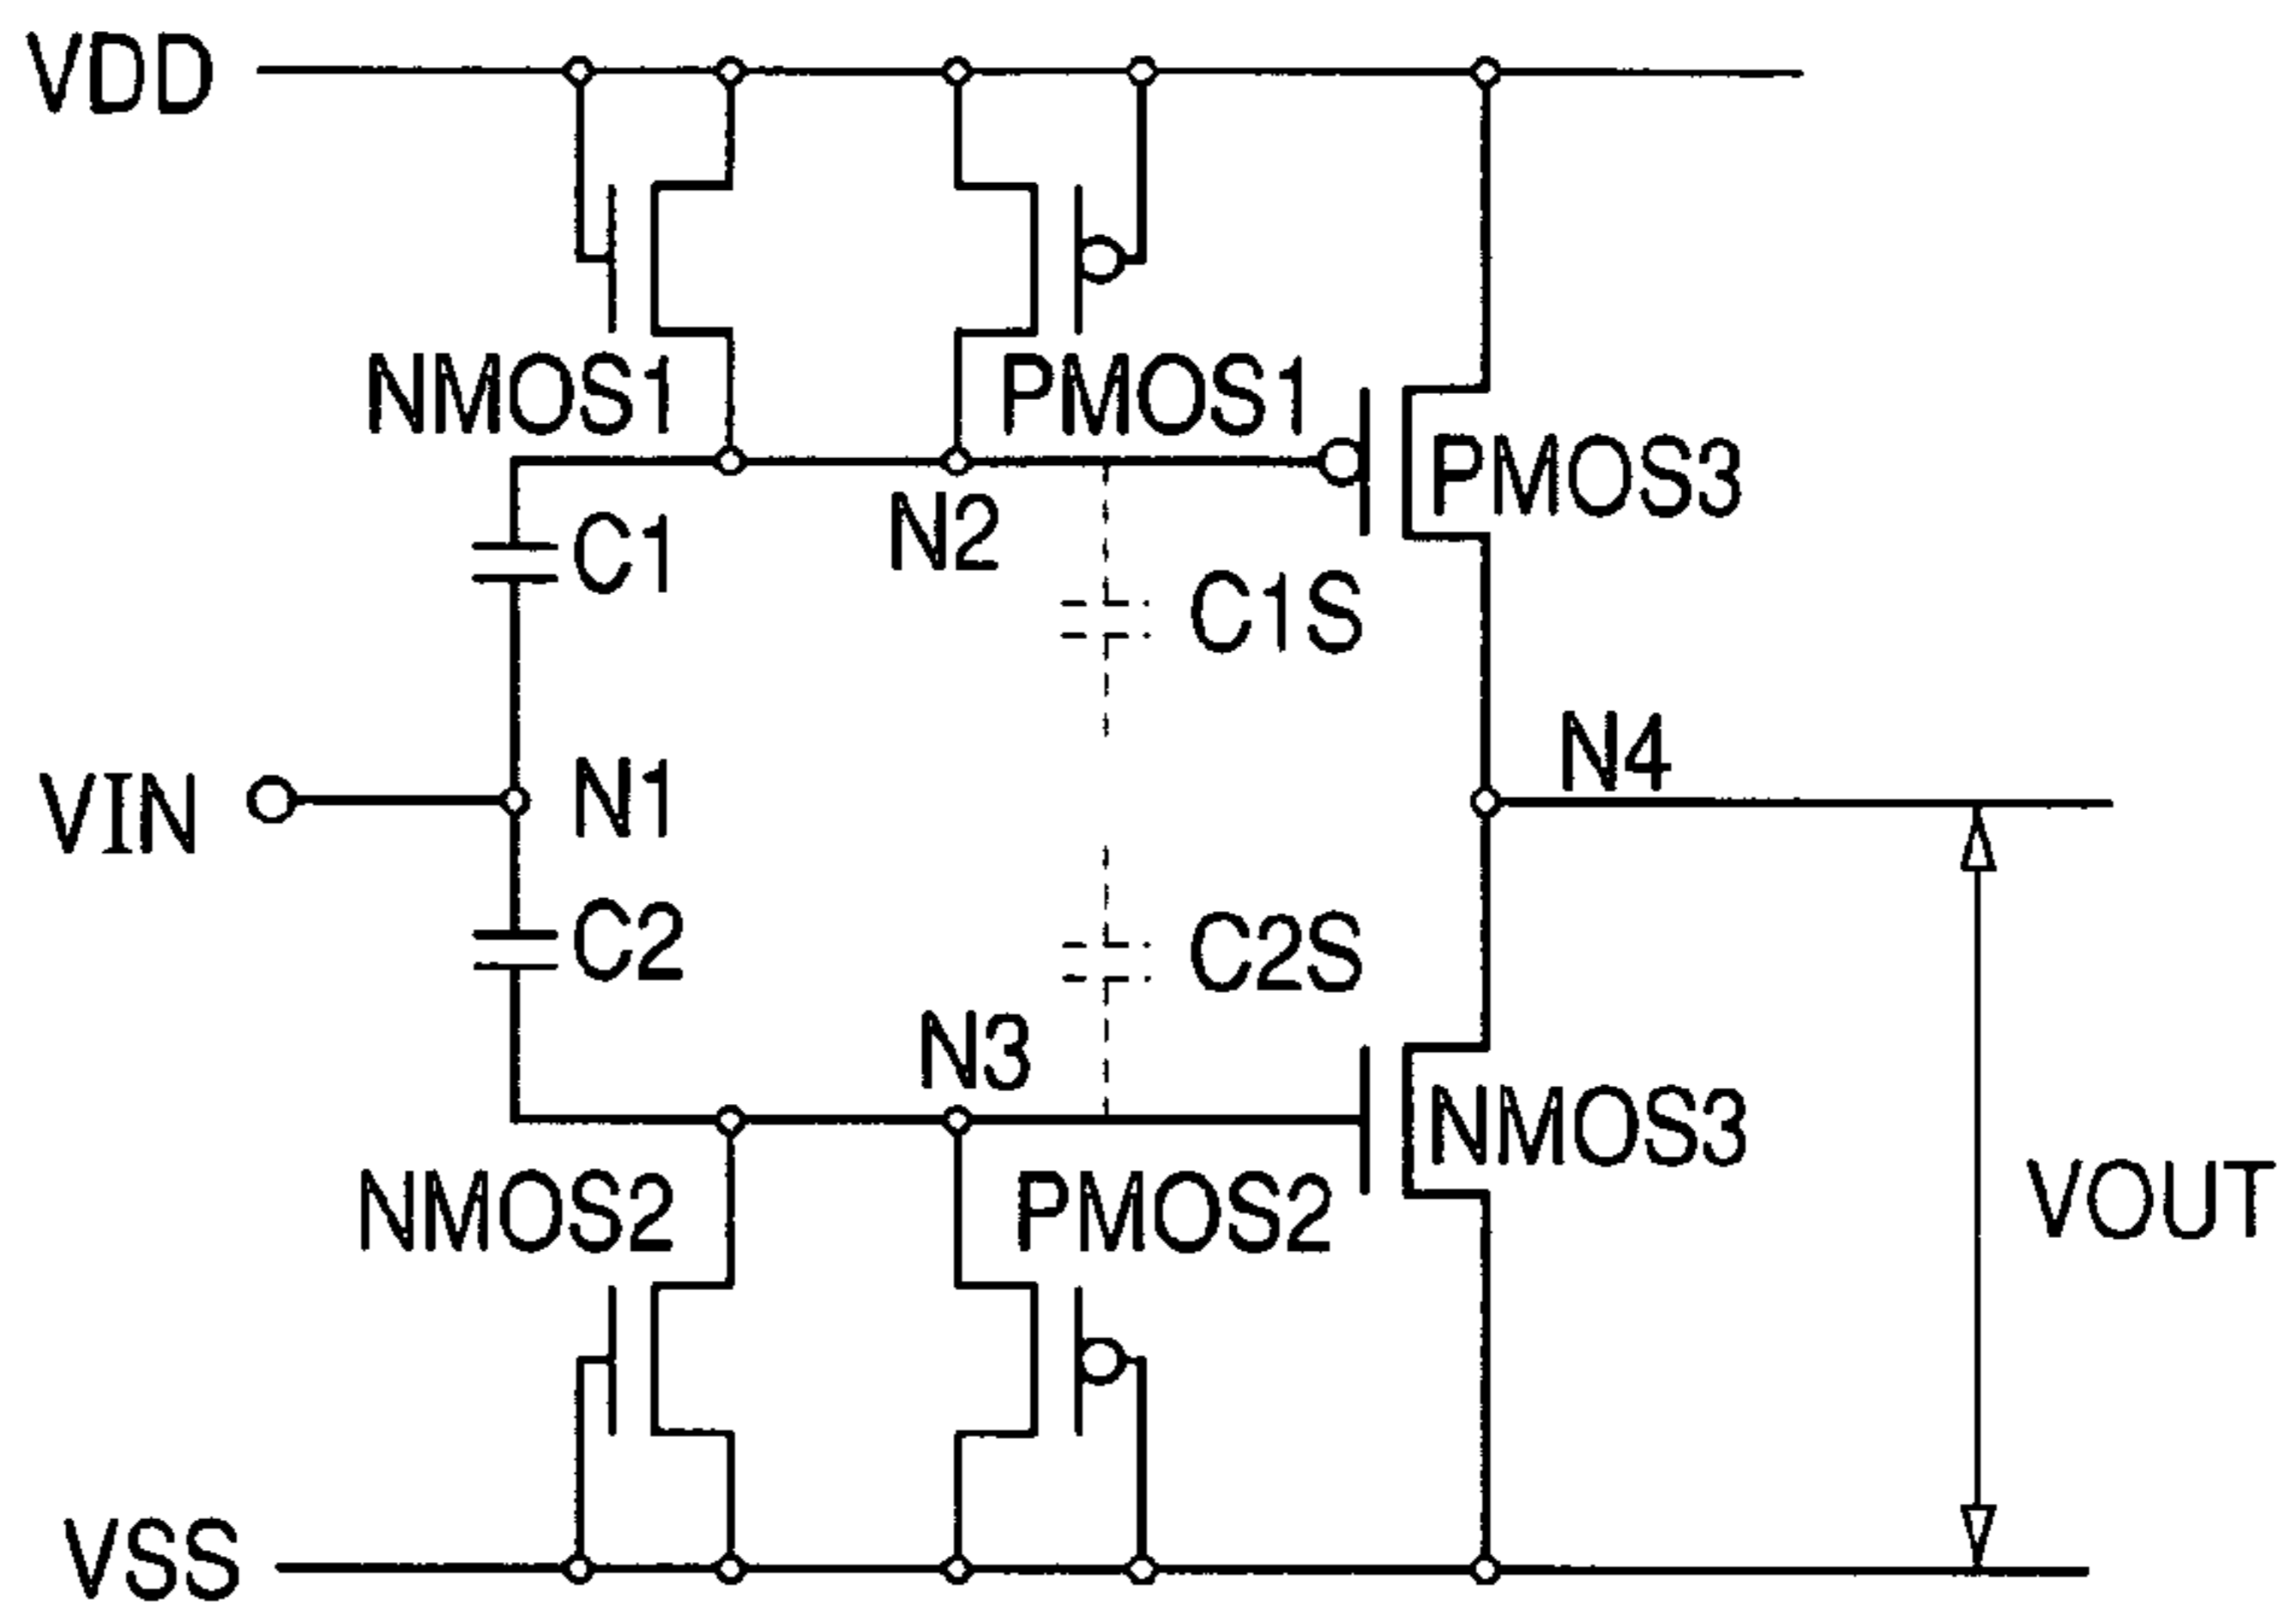 VDD
NMOS1
PMOS1
PMOS3
N2
C1
C1S
N4
VIN
N1
C2
C2S
N3
NMOS3
NMOS2
PMOS2
VOUT
VSS